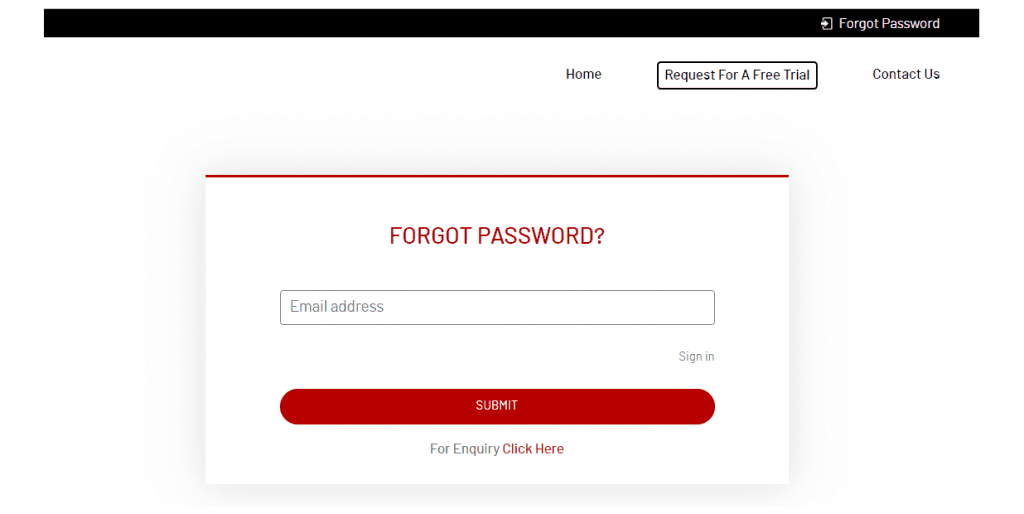 Forgot Password
Home Request For A Free Trial Contact Us
FORGOT PASSWORD?
Email address
Sign in
SUBMIT
For Enquiry Click Here